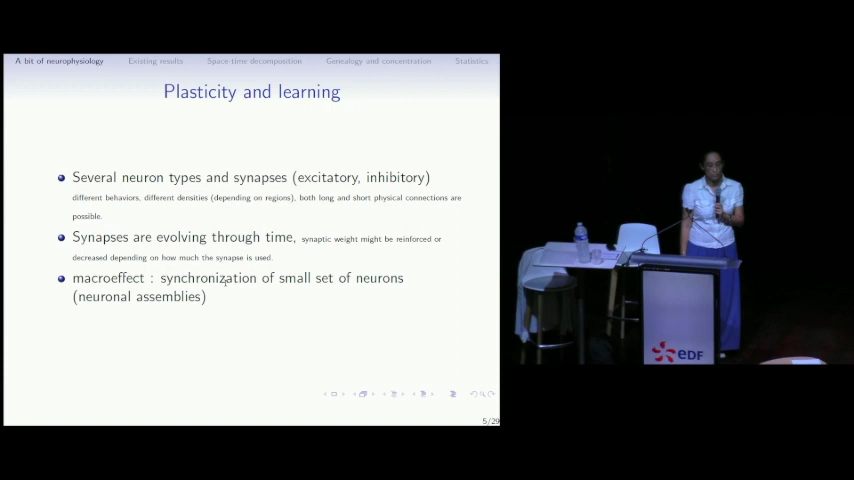 A bit of neurophysiology Existing results Space time decomposition Genealogy and concentration Statistics
Plasticity and learning
Several neuron types and synapses (excitatory, inhibitory)
different behaviors, different densities (depending on regions), both long and short physical connections are
possible.
Synapses are evolving through time, synaptic weight might be reinforced or
decreased depending on how much the synapse is used.
macroeffect : synchronization of small set of neurons
(neuronal assemblies)
5/29
eDF